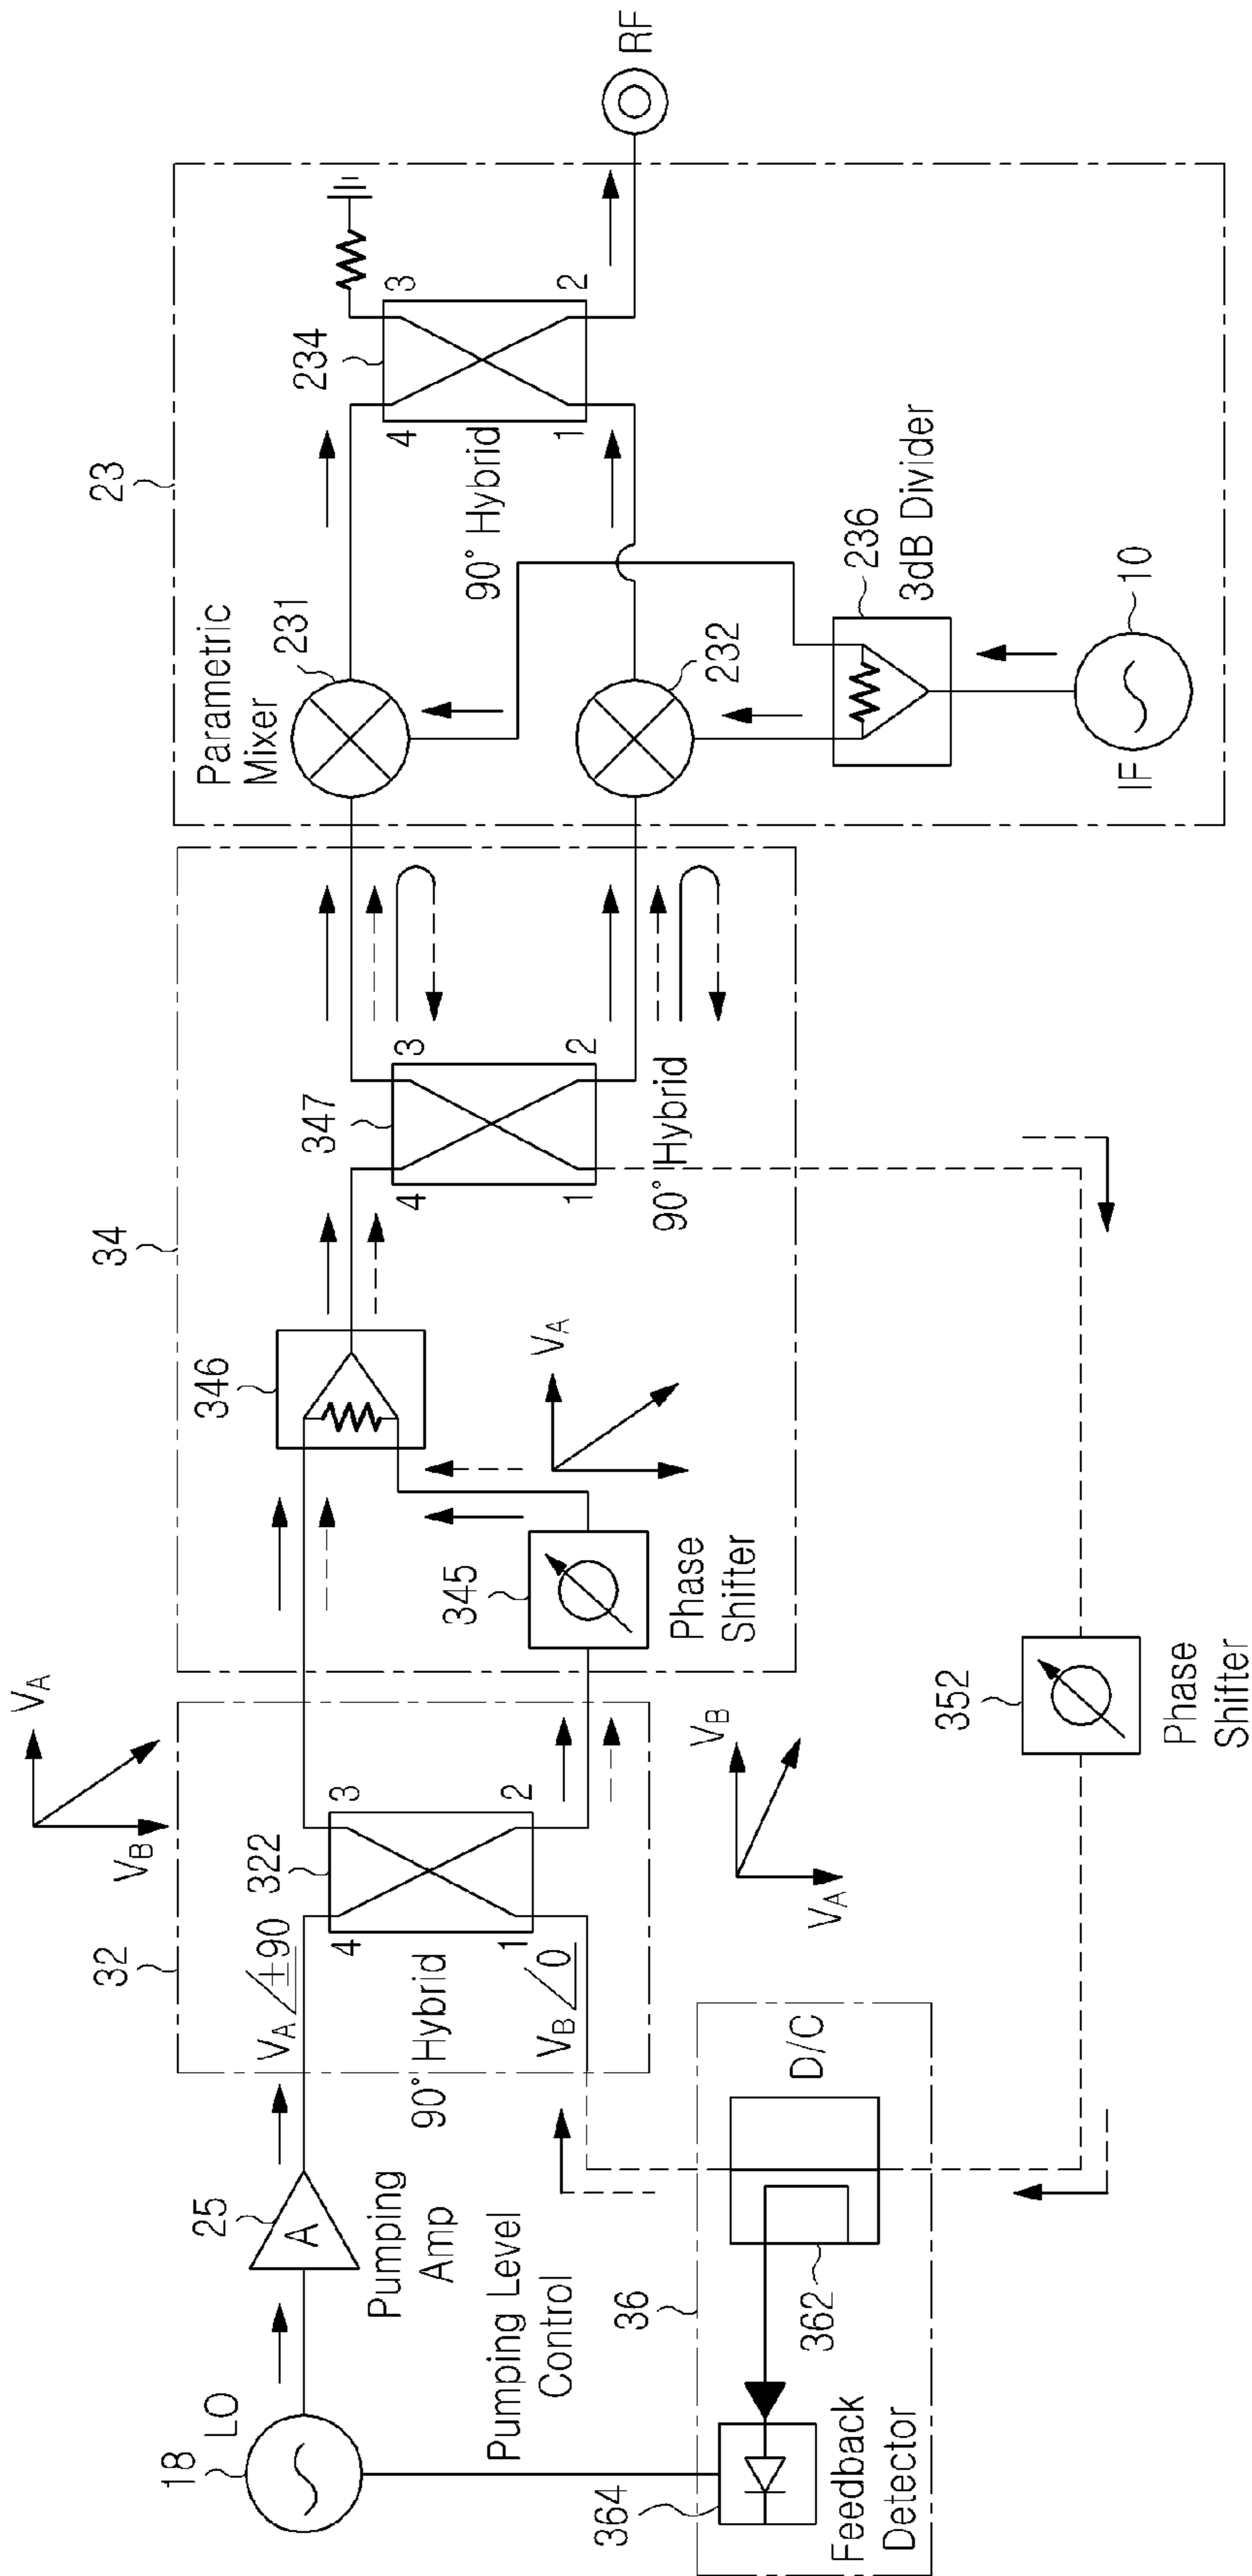 18
LO
25
A
Pumping
Amp
Pumping Level
Control
364
Feedback
Detector
36
362
D/C
32
VA∠±90
90° Hybrid
VB∠0
322
4
3
1
2
VA
VB
VB
VA
34
345
Phase
Shifter
346
VA
347
4
3
1
2
90° Hybrid
352
Phase
Shifter
23
Parametric
Mixer
231
232
90° Hybrid
234
4
3
1
2
236
3dB Divider
10
IF
RF